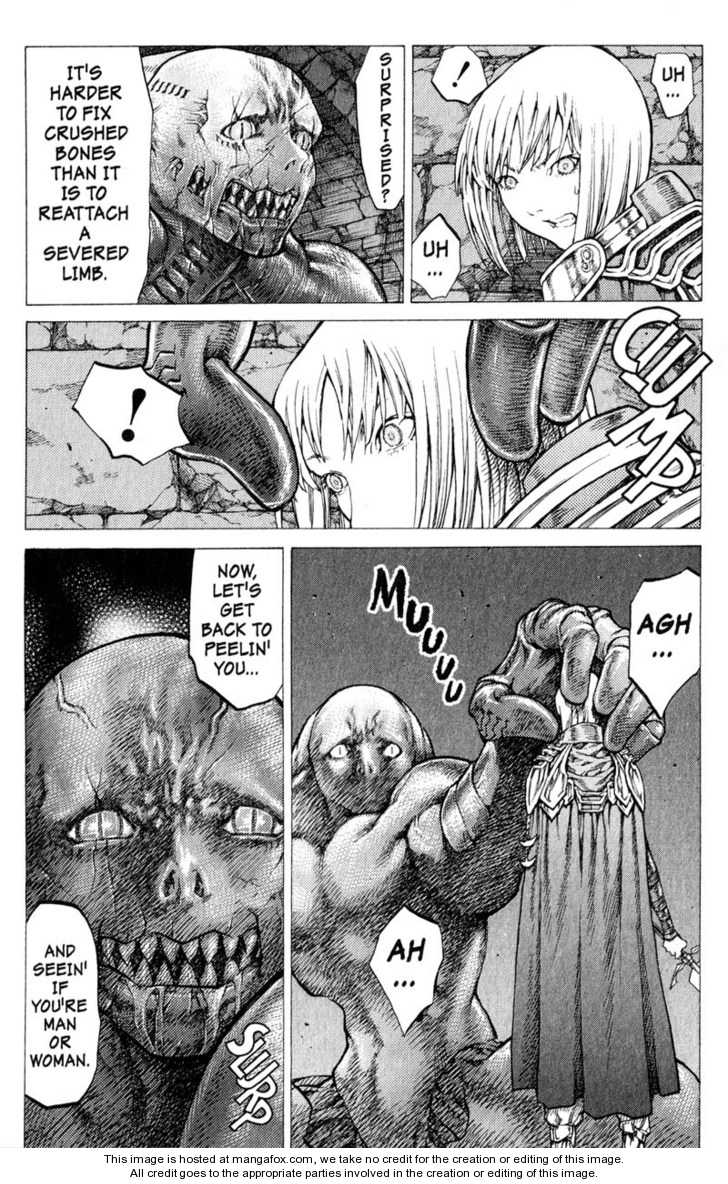 UH
...
!
UH
...
SURPRISED?
IT'S
HARDER
TO FIX
CRUSHED
BONES
THAN IT
IS TO
REATTACH
A
SEVERED
LIMB.
CLUMP
!
AGH
...
MUUUU
AH
...
NOW,
LET'S
GET
BACK TO
PEELIN'
YOU...
AND
SEEIN'
IF
YOU'RE
MAN
OR
WOMAN.
SLURP
This image is hosted at mangafox.com, we take no credit for the creation or editing of this image.
All credit goes to the appropriate parties involved in the creation or editing of this image.